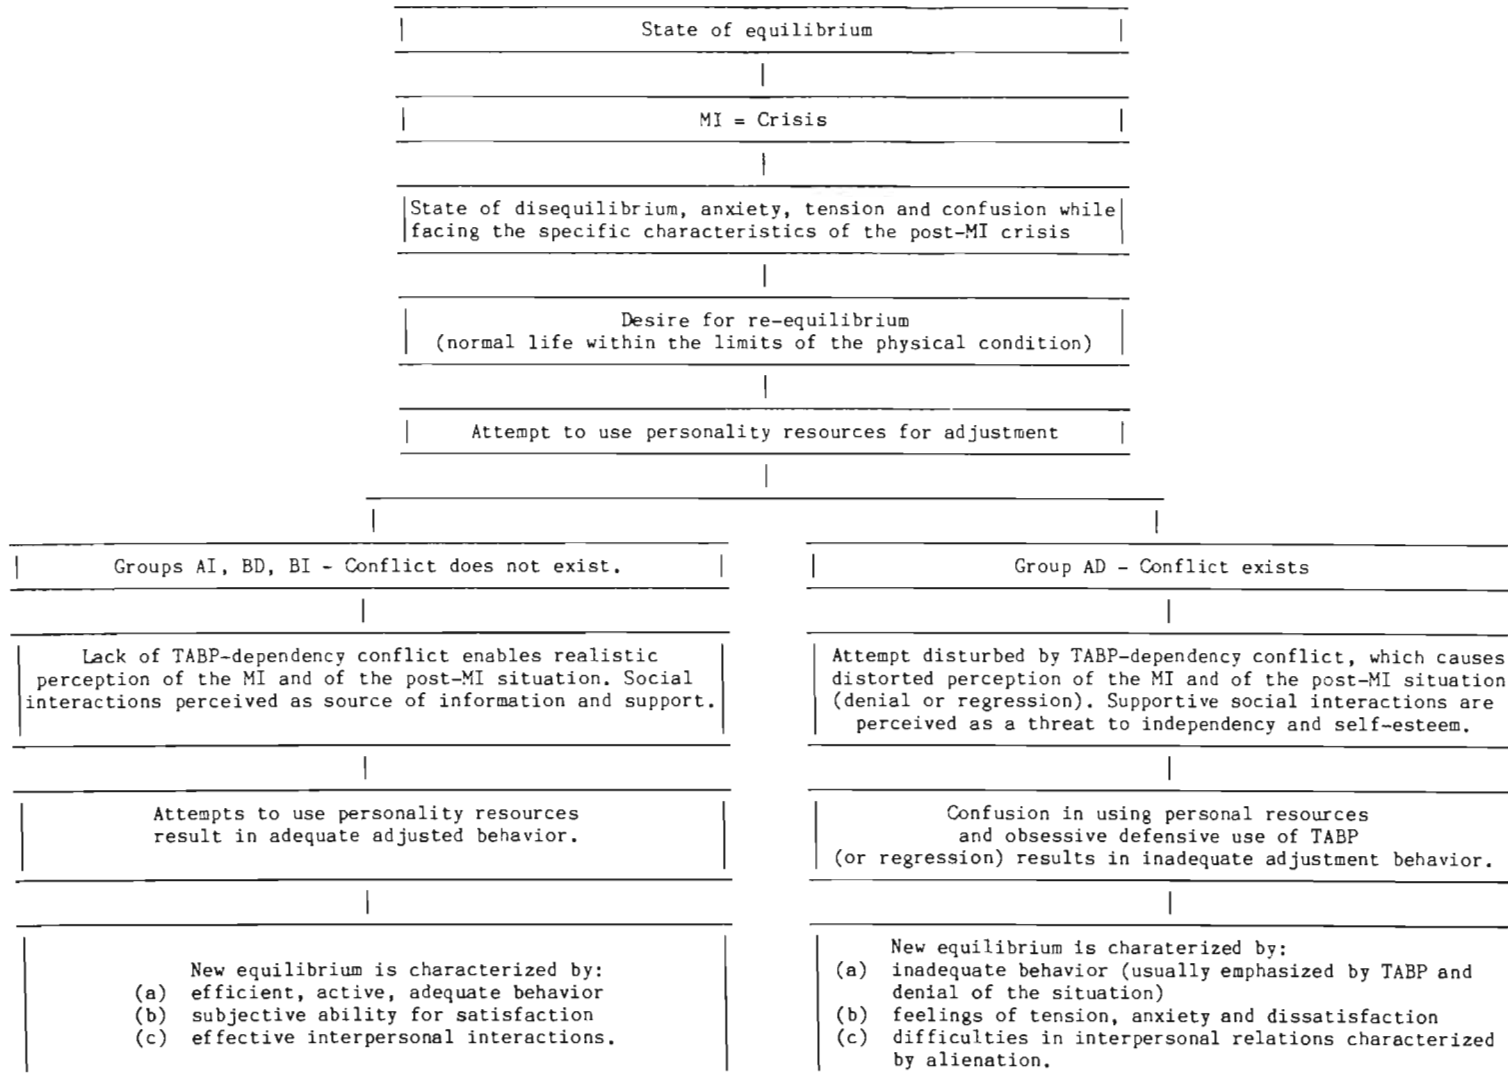 State of equilibrium
MI = Crisis
State of disequilibrium, anxiety, tension and confusion while
facing the specific characteristics of the post-MI crisis
Desire for re-equilibrium
(normal life within the limits of the physical condition)
Attempt to use personality resources for adjustment
Groups AI, BD, BI - Conflict does not exist.
Lack of TABP-dependency conflict enables realistic
perception of the MI and of the post-MI situation. Social
interactions perceived as source of information and support.
Attempts to use personality resources
result in adequate adjusted behavior.
New equilibrium is characterized by:
(a) efficient, active, adequate behavior
(b) subjective ability for satisfaction
(c) effective interpersonal interactions.
Group AD - Conflict exists
Attempt disturbed by TABP-dependency conflict, which causes
distorted perception of the MI and of the post-MI situation
(denial or regression). Supportive social interactions are
perceived as a threat to independency and self-esteem.
Confusion in using personal resources
and obsessive defensive use of TABP
(or regression) results in inadequate adjustment behavior.
New equilibrium is charaterized by:
(a) inadequate behavior (usually emphasized by TABP and
denial of the situation)
(b) feelings of tension, anxiety and dissatisfaction
(c) difficulties in interpersonal relations characterized
by alienation.